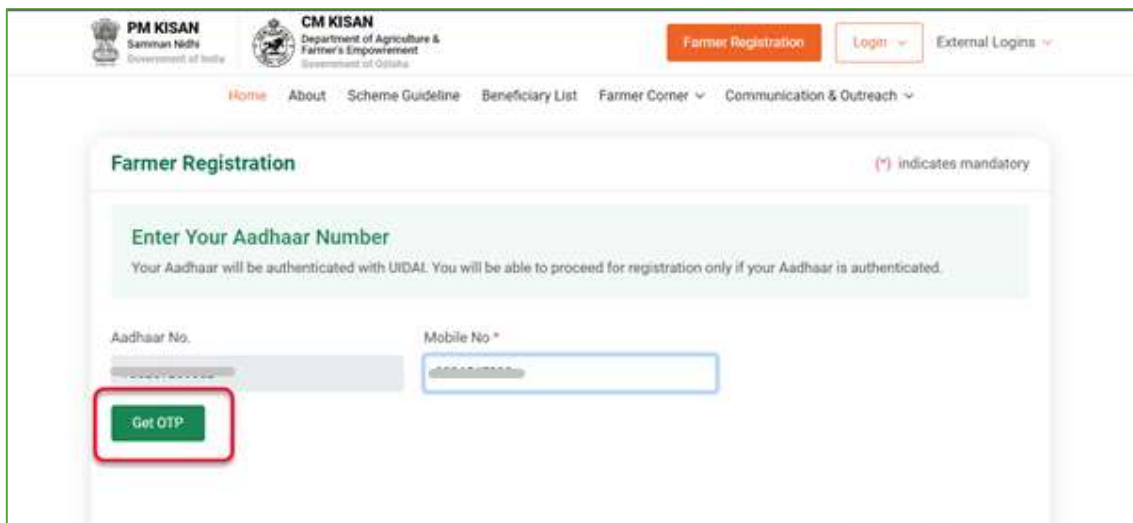 PM KISAN
Samman Nidhi
Government of India
CM KISAN
Department of Agriculture &
Farmer's Empowerment
Government of Odisha
Farmer Registration
Login
External Logins
Home About Scheme Guideline Beneficiary List Farmer Corner Communication & Outreach
Farmer Registration
(*) indicates mandatory
Enter Your Aadhaar Number
Your Aadhaar will be authenticated with UIDAI. You will be able to proceed for registration only if your Aadhaar is authenticated.
Aadhaar No.
Mobile No *
Get OTP